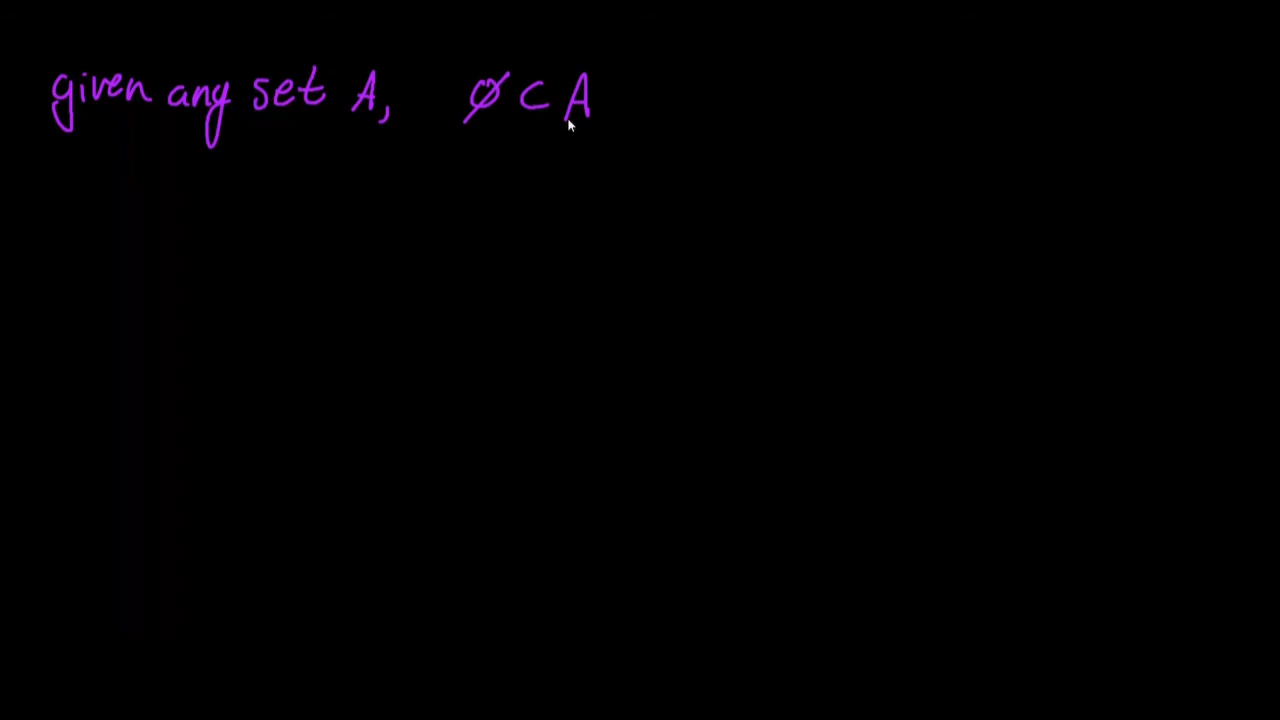 given any set A, ∅ ⊂ A